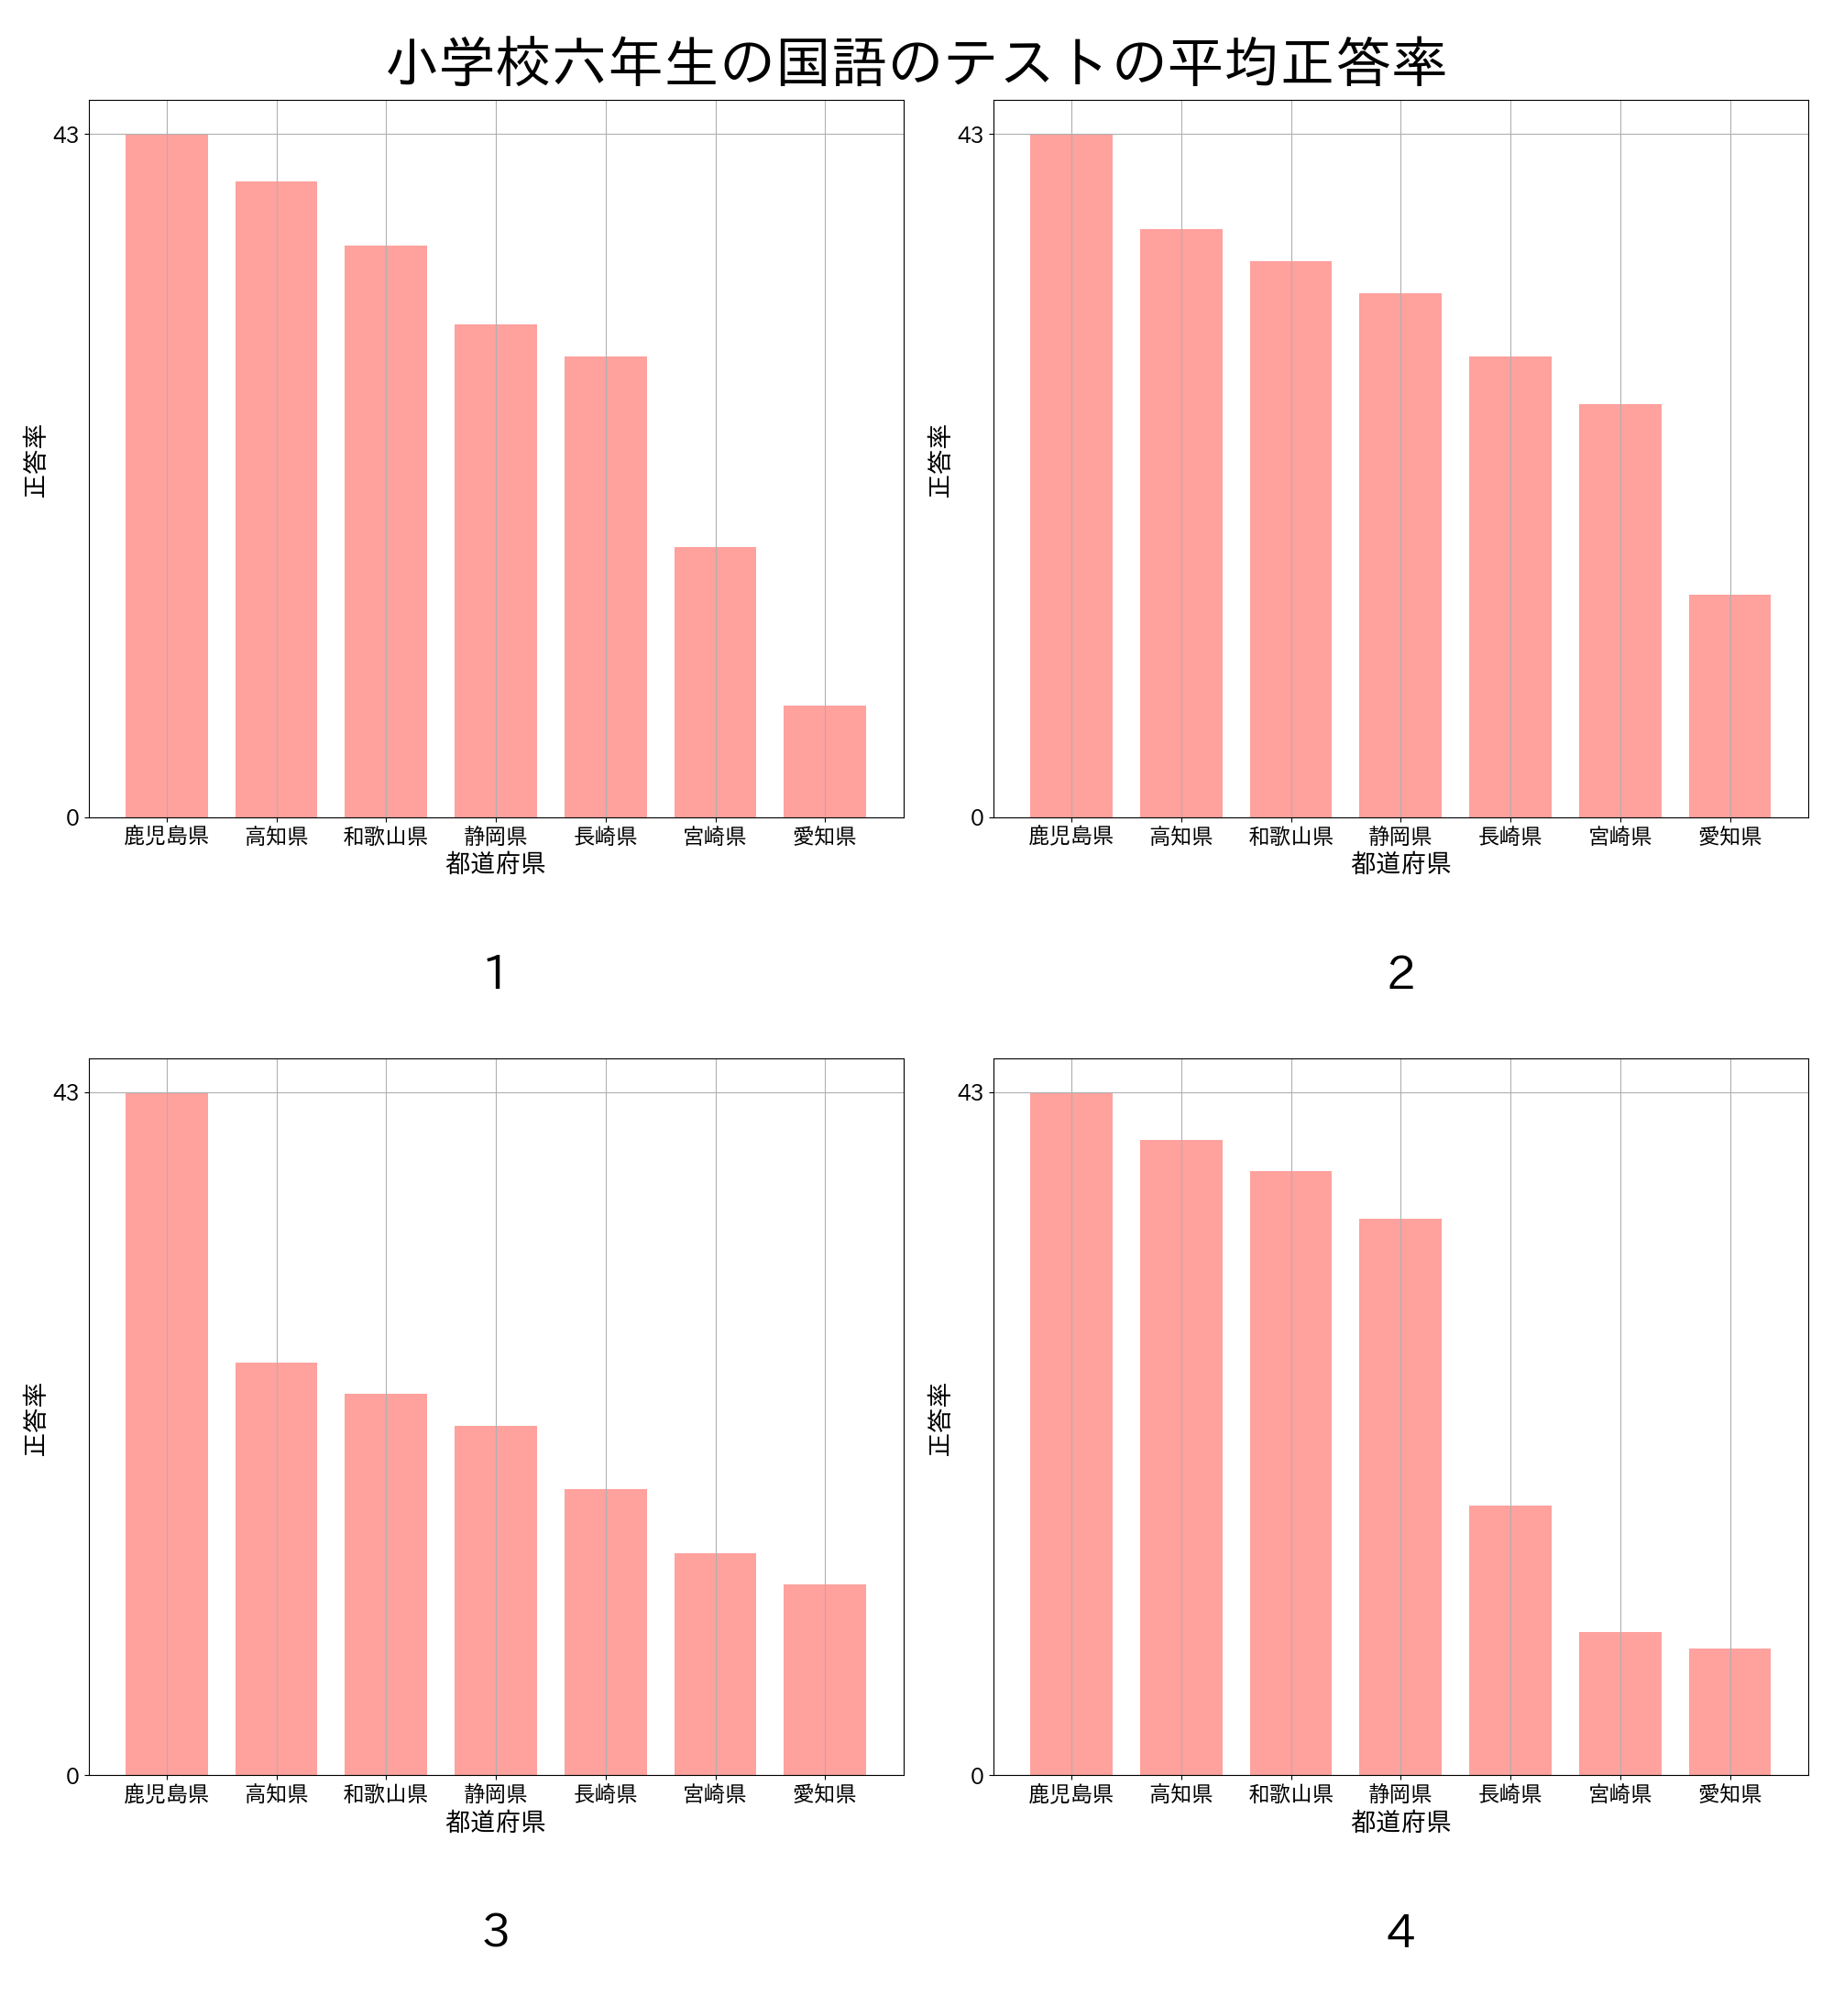 小学校六年生の国語のテストの平均正答率
43
0
正答率
鹿児島県 高知県 和歌山県 静岡県 長崎県 宮崎県 愛知県
都道府県
1
43
0
正答率
鹿児島県 高知県 和歌山県 静岡県 長崎県 宮崎県 愛知県
都道府県
2
43
0
正答率
鹿児島県 高知県 和歌山県 静岡県 長崎県 宮崎県 愛知県
都道府県
3
43
0
正答率
鹿児島県 高知県 和歌山県 静岡県 長崎県 宮崎県 愛知県
都道府県
4